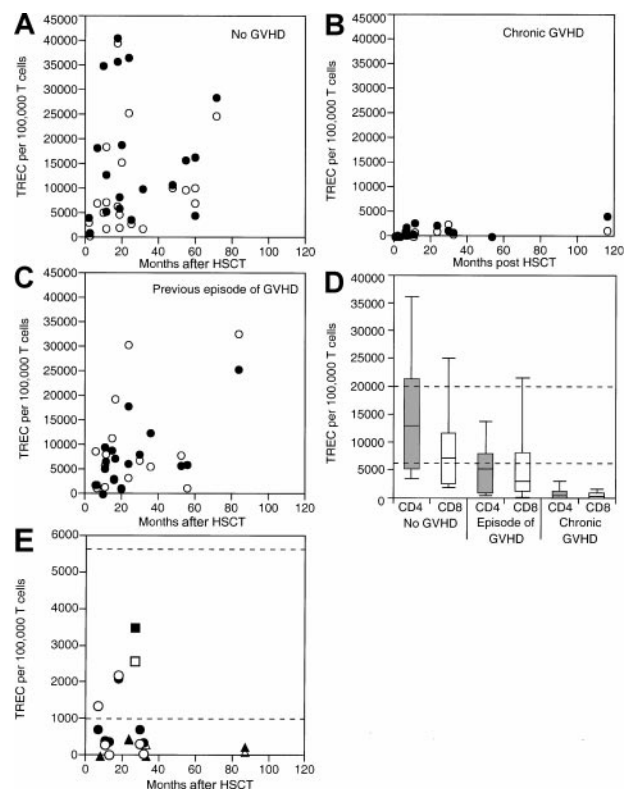 A
No GVHD
TREC per 100,000 T cells
45000
40000
35000
30000
25000
20000
15000
10000
5000
0
0 20 40 60 80 100 120
Months after HSCT
B
Chronic GVHD
TREC per 100,000 T cells
45000
40000
35000
30000
25000
20000
15000
10000
5000
0
0 20 40 60 80 100 120
Months post HSCT
C
Previous episode of GVHD
TREC per 100,000 T cells
45000
40000
35000
30000
25000
20000
15000
10000
5000
0
0 20 40 60 80 100 120
Months after HSCT
D
TREC per 100,000 T cells
40000
35000
30000
25000
20000
15000
10000
5000
0
CD4 CD8 CD4 CD8 CD4 CD8
No GVHD Episode of Chronic
GVHD GVHD
E
TREC per 100,000 T cells
6000
5000
4000
3000
2000
1000
0
0 20 40 60 80 100 120
Months after HSCT